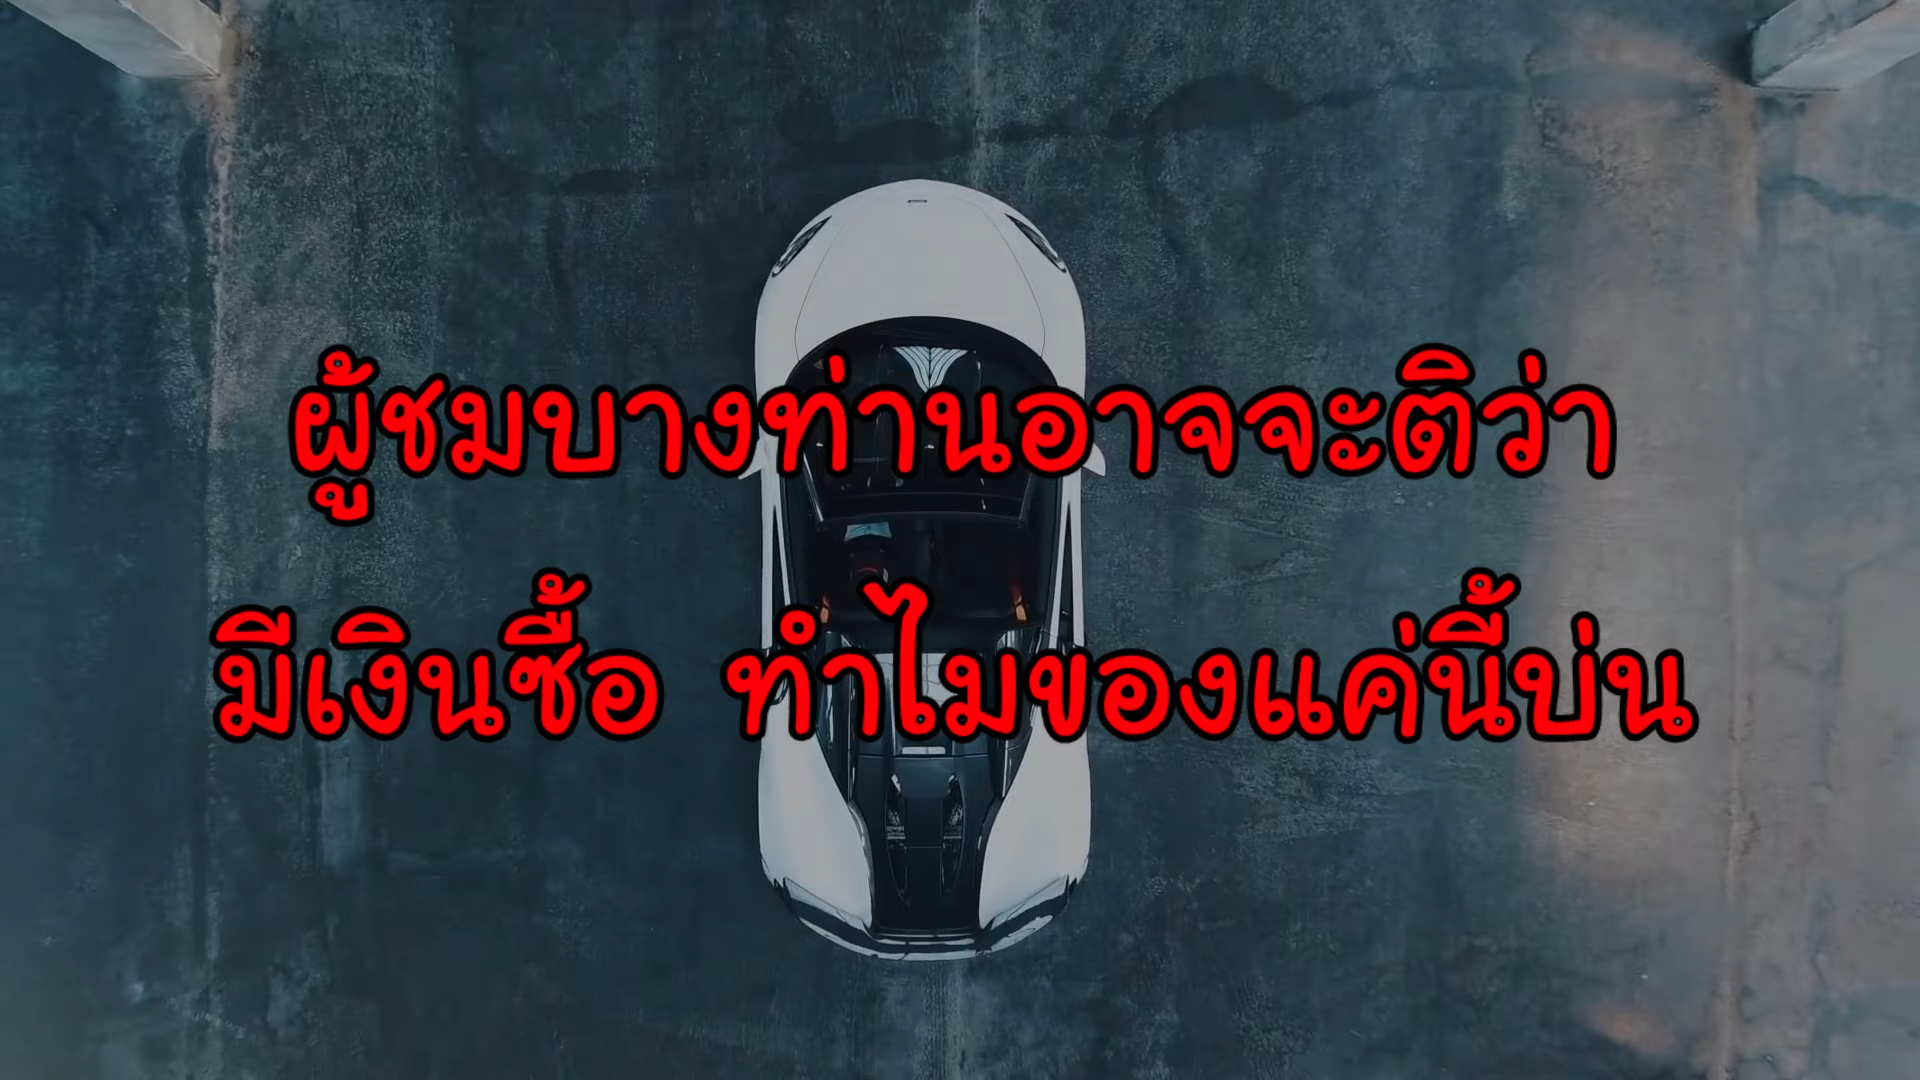 ผู้ชมบางท่านอาจจะติว่า
มีเงินซื้อ ทำไมของแค่นี้บ่น